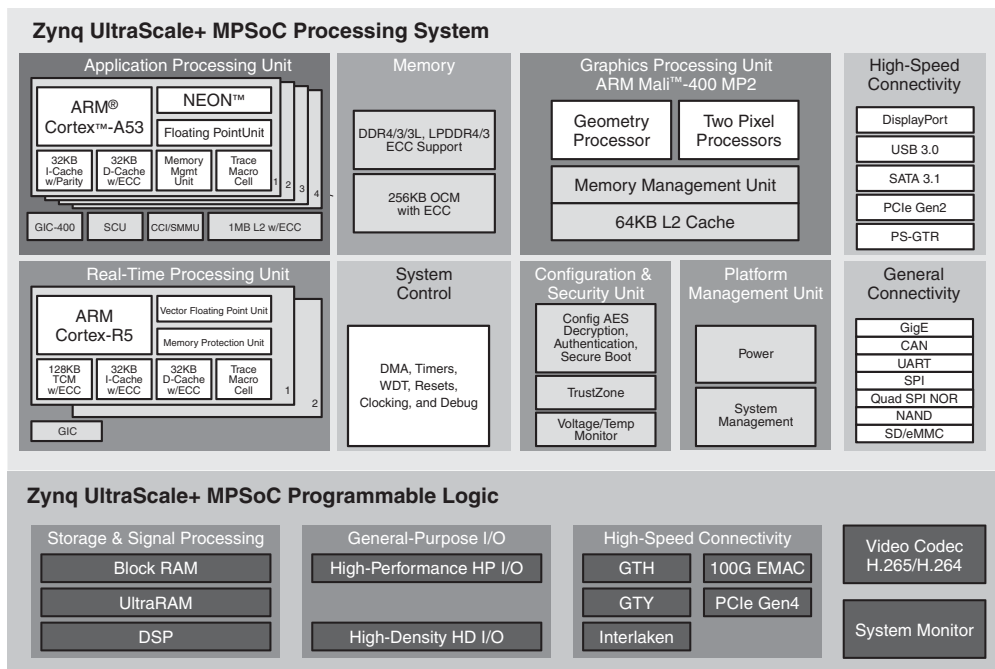 Zynq UltraScale+ MPSoC Processing System
Application Processing Unit
ARM®
Cortex™-A53
NEON™
Floating PointUnit
32KB
I-Cache
w/Parity
32KB
D-Cache
w/ECC
Memory
Mgmt
Unit
Trace
Macro
Cell
1
2
3
4
GIC-400
SCU
CCI/SMMU
1MB L2 w/ECC
Memory
DDR4/3/3L, LPDDR4/3
ECC Support
256KB OCM
with ECC
Graphics Processing Unit
ARM Mali™-400 MP2
Geometry
Processor
Two Pixel
Processors
Memory Management Unit
64KB L2 Cache
High-Speed
Connectivity
DisplayPort
USB 3.0
SATA 3.1
PCIe Gen2
PS-GTR
Real-Time Processing Unit
ARM
Cortex-R5
Vector Floating Point Unit
Memory Protection Unit
128KB
TCM
w/ECC
32KB
I-Cache
w/ECC
32KB
D-Cache
w/ECC
Trace
Macro
Cell
1
2
GIC
System
Control
DMA, Timers,
WDT, Resets,
Clocking, and Debug
Configuration &
Security Unit
Config AES
Decryption,
Authentication,
Secure Boot
TrustZone
Voltage/Temp
Monitor
Platform
Management Unit
Power
System
Management
General
Connectivity
GigE
CAN
UART
SPI
Quad SPI NOR
NAND
SD/eMMC
Zynq UltraScale+ MPSoC Programmable Logic
Storage & Signal Processing
Block RAM
UltraRAM
DSP
General-Purpose I/O
High-Performance HP I/O
High-Density HD I/O
High-Speed Connectivity
GTH
100G EMAC
GTY
PCIe Gen4
Interlaken
Video Codec
H.265/H.264
System Monitor